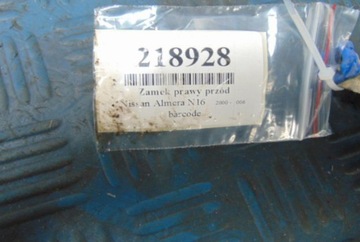 218928
Zamek prawy przód
Nissan Almera N16
barcode